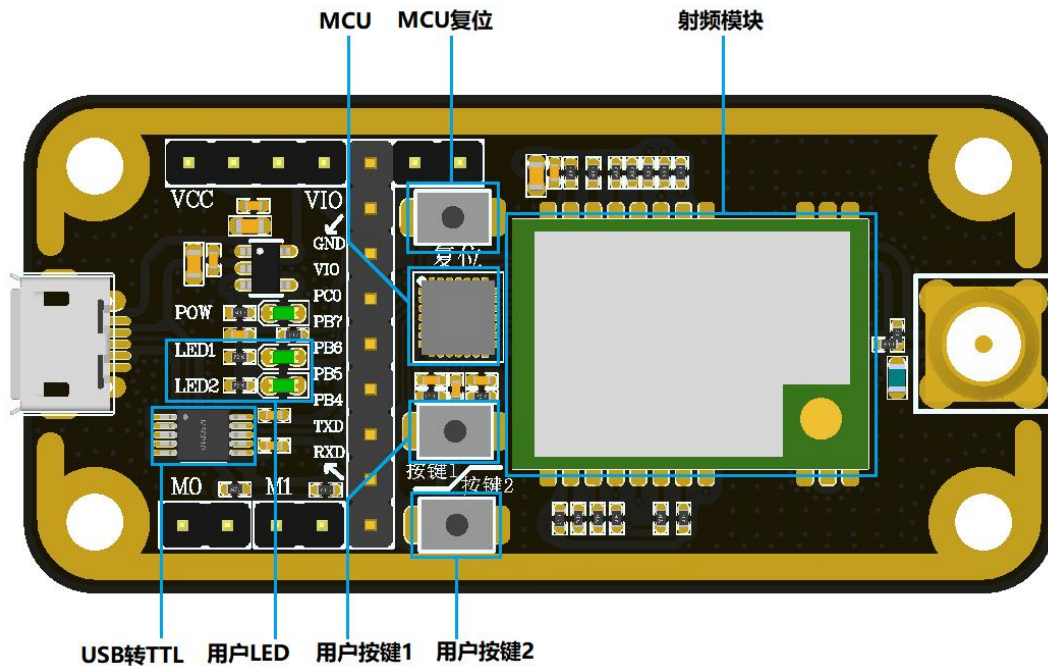 MCU
MCU复位
射频模块
VCC
VIO
GND
复位
VIO
PC0
POW
PB7
LED1
PB6
LED2
PB5
PB4
TXD
RXD
按键1
按键2
M0
M1
USB转TTL
用户LED
用户按键1
用户按键2